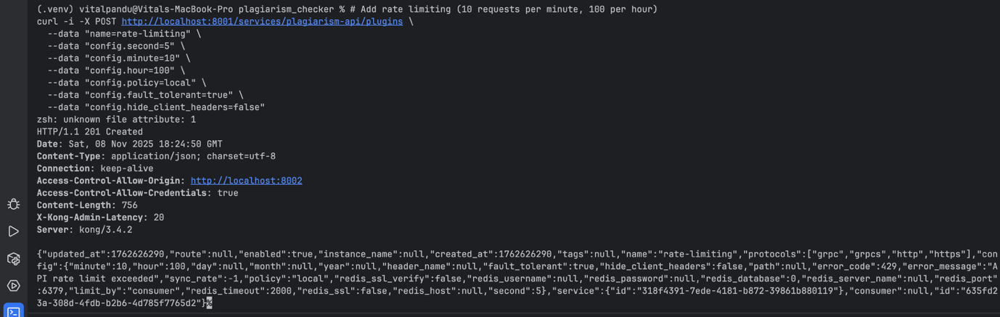 (.venv) vitalpandu@Vitals-MacBook-Pro plagiarism_checker % # Add rate limiting (10 requests per minute, 100 per hour)
curl -i -X POST http://localhost:8001/services/plagiarism-api/plugins \
  --data "name=rate-limiting" \
  --data "config.second=5" \
  --data "config.minute=10" \
  --data "config.hour=100" \
  --data "config.policy=local" \
  --data "config.fault_tolerant=true" \
  --data "config.hide_client_headers=false"
zsh: unknown file attribute: 1
HTTP/1.1 201 Created
Date: Sat, 08 Nov 2025 18:24:50 GMT
Content-Type: application/json; charset=utf-8
Connection: keep-alive
Access-Control-Allow-Origin: http://localhost:8002
Access-Control-Allow-Credentials: true
Content-Length: 756
X-Kong-Admin-Latency: 20
Server: kong/3.4.2

{"updated_at":1762626290,"route":null,"enabled":true,"instance_name":null,"created_at":1762626290,"tags":null,"name":"rate-limiting","protocols":["grpc","grpcs","http","https"],"con
fig":{"minute":10,"hour":100,"day":null,"month":null,"year":null,"header_name":null,"fault_tolerant":true,"hide_client_headers":false,"path":null,"error_code":429,"error_message":"A
PI rate limit exceeded","sync_rate":-1,"policy":"local","redis_ssl_verify":false,"redis_username":null,"redis_password":null,"redis_database":0,"redis_server_name":null,"redis_port"
:6379,"limit_by":"consumer","redis_timeout":2000,"redis_ssl":false,"redis_host":null,"second":5},"service":{"id":"318f4391-7ede-4181-b872-39861b880119"},"consumer":null,"id":"635fd2
3a-308d-4fdb-b2b6-4d785f7765d2"}%